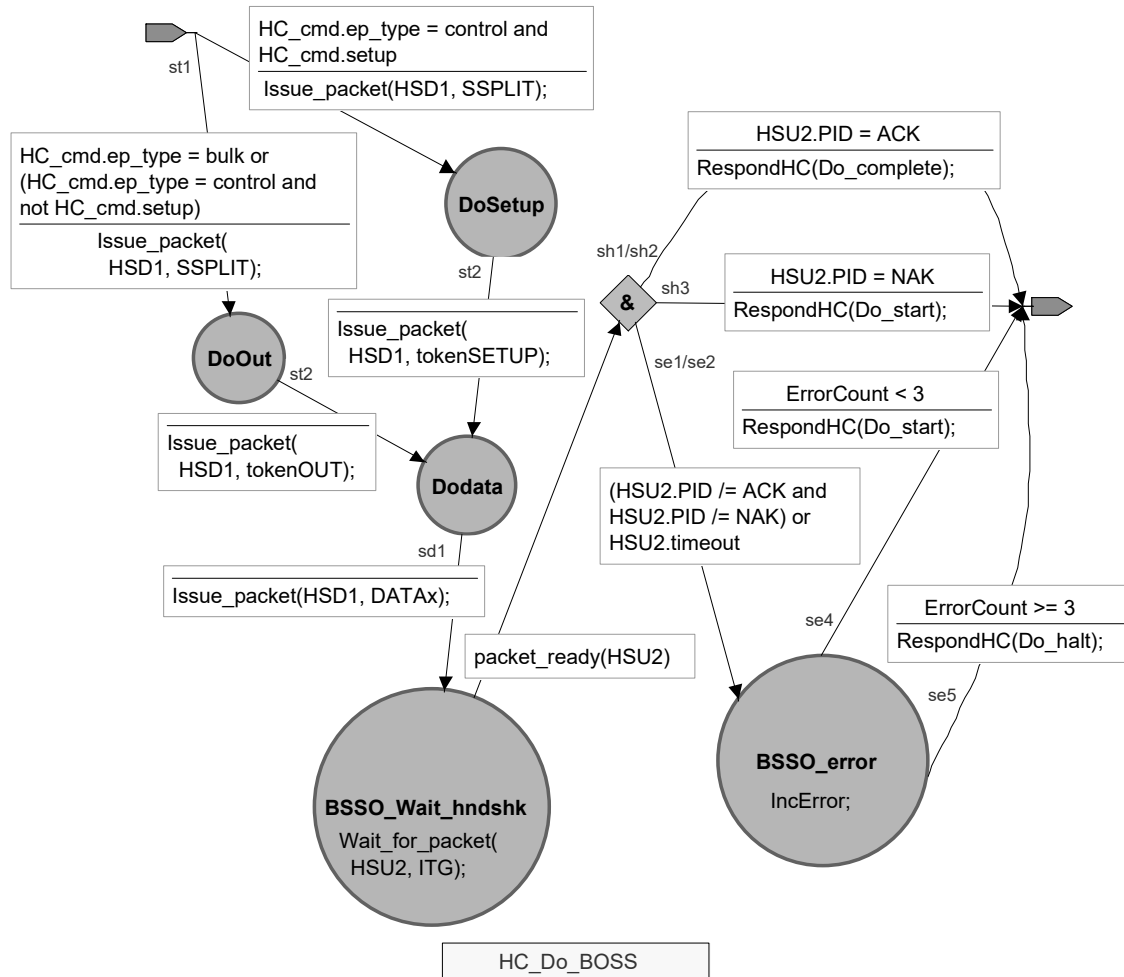 HC_cmd.ep_type = control and
HC_cmd.setup
Issue_packet(HSD1, SSPLIT);
st1
HC_cmd.ep_type = bulk or
(HC_cmd.ep_type = control and
not HC_cmd.setup)
Issue_packet(
HSD1, SSPLIT);
DoSetup
st2
Issue_packet(
HSD1, tokenSETUP);
DoOut
st2
Issue_packet(
HSD1, tokenOUT);
Dodata
sd1
Issue_packet(HSD1, DATAx);
BSSO_Wait_hndshk
Wait_for_packet(
HSU2, ITG);
packet_ready(HSU2)
&
sh1/sh2
HSU2.PID = ACK
RespondHC(Do_complete);
sh3
HSU2.PID = NAK
RespondHC(Do_start);
se1/se2
(HSU2.PID /= ACK and
HSU2.PID /= NAK) or
HSU2.timeout
ErrorCount < 3
RespondHC(Do_start);
se4
ErrorCount >= 3
RespondHC(Do_halt);
se5
BSSO_error
IncError;
HC_Do_BOSS